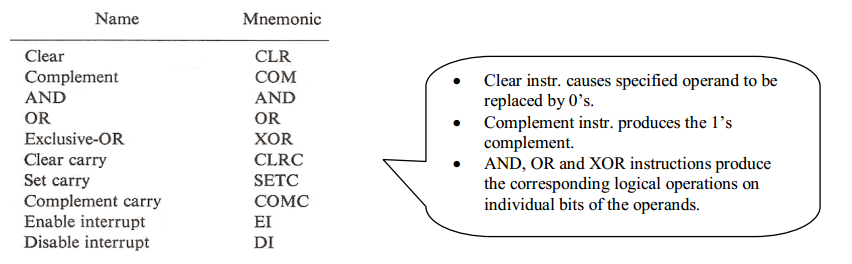 Name Mnemonic
Clear CLR
Complement COM
AND AND
OR OR
Exclusive-OR XOR
Clear carry CLRC
Set carry SETC
Complement carry COMC
Enable interrupt EI
Disable interrupt DI
• Clear instr. causes specified operand to be
replaced by 0’s.
• Complement instr. produces the 1’s
complement.
• AND, OR and XOR instructions produce
the corresponding logical operations on
individual bits of the operands.